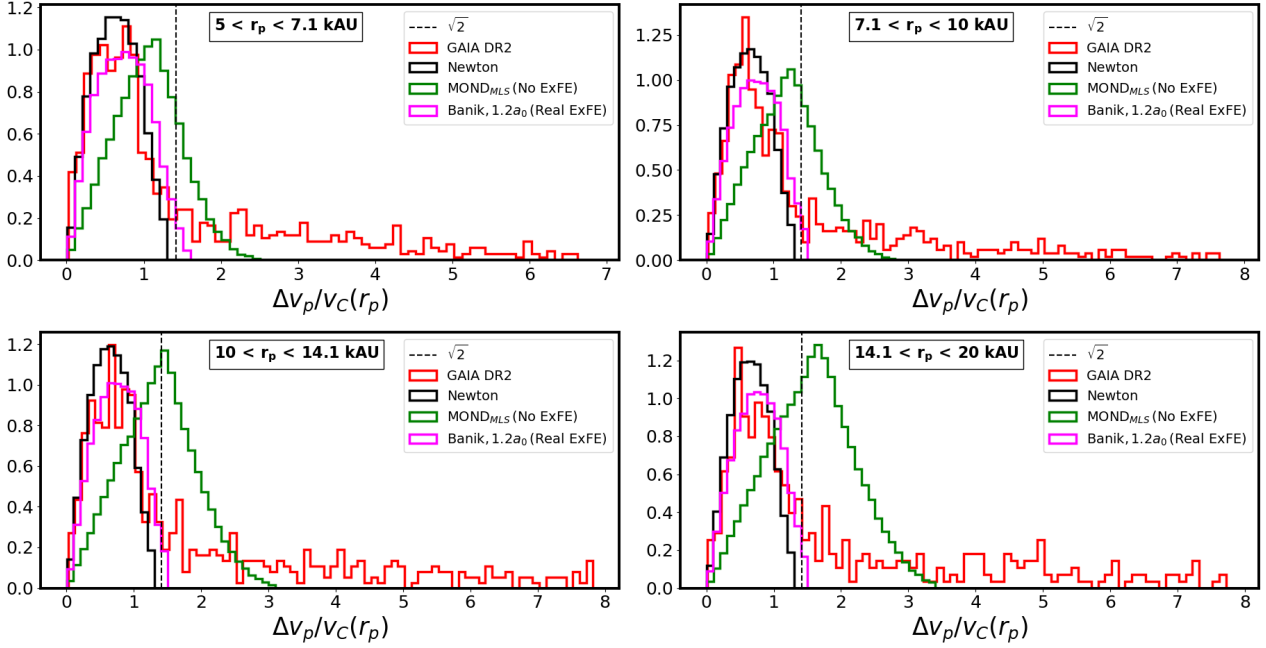 5 < r_p < 7.1 kAU
√2
GAIA DR2
Newton
MOND_MLS (No ExFE)
Banik, 1.2a_0 (Real ExFE)
1.2
1.0
0.8
0.6
0.4
0.2
0.0
0 1 2 3 4 5 6 7
Δv_p/v_C(r_p)
7.1 < r_p < 10 kAU
√2
GAIA DR2
Newton
MOND_MLS (No ExFE)
Banik, 1.2a_0 (Real ExFE)
1.25
1.00
0.75
0.50
0.25
0.00
0 1 2 3 4 5 6 7 8
Δv_p/v_C(r_p)
10 < r_p < 14.1 kAU
√2
GAIA DR2
Newton
MOND_MLS (No ExFE)
Banik, 1.2a_0 (Real ExFE)
1.2
1.0
0.8
0.6
0.4
0.2
0.0
0 1 2 3 4 5 6 7 8
Δv_p/v_C(r_p)
14.1 < r_p < 20 kAU
√2
GAIA DR2
Newton
MOND_MLS (No ExFE)
Banik, 1.2a_0 (Real ExFE)
1.2
1.0
0.8
0.6
0.4
0.2
0.0
0 1 2 3 4 5 6 7 8
Δv_p/v_C(r_p)